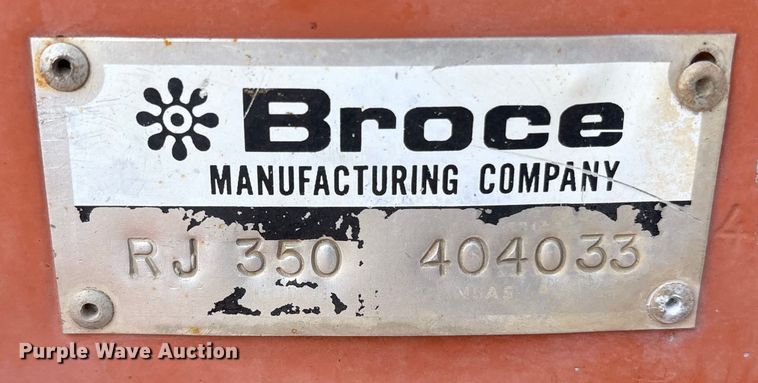 Broce
MANUFACTURING COMPANY
RJ 350 404033
Purple Wave Auction